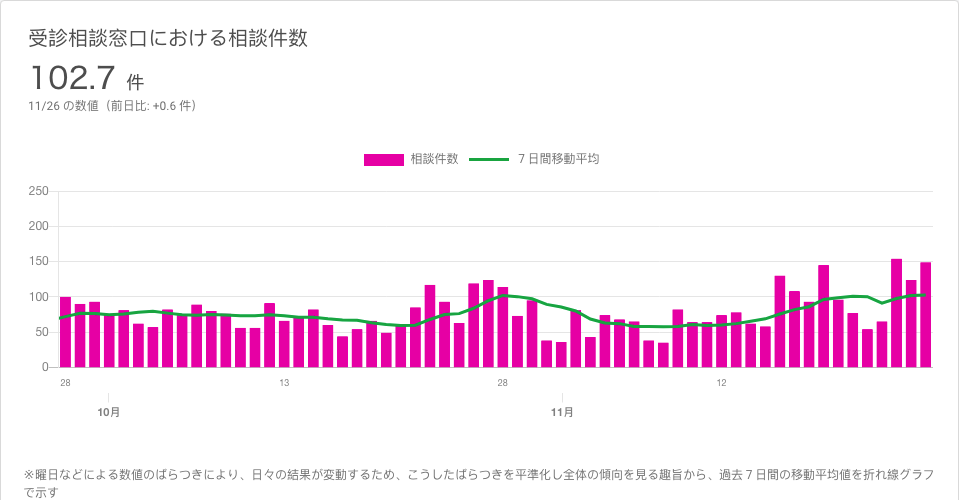 受診相談窓口における相談件数
102.7 件
11/26 の数値（前日比: +0.6 件）
相談件数 ７日間移動平均
250
200
150
100
50
0
28 13 28 12
10月 11月
※曜日などによる数値のばらつきにより、日々の結果が変動するため、こうしたばらつきを平準化し全体の傾向を見る趣旨から、過去７日間の移動平均値を折れ線グラフ
で示す